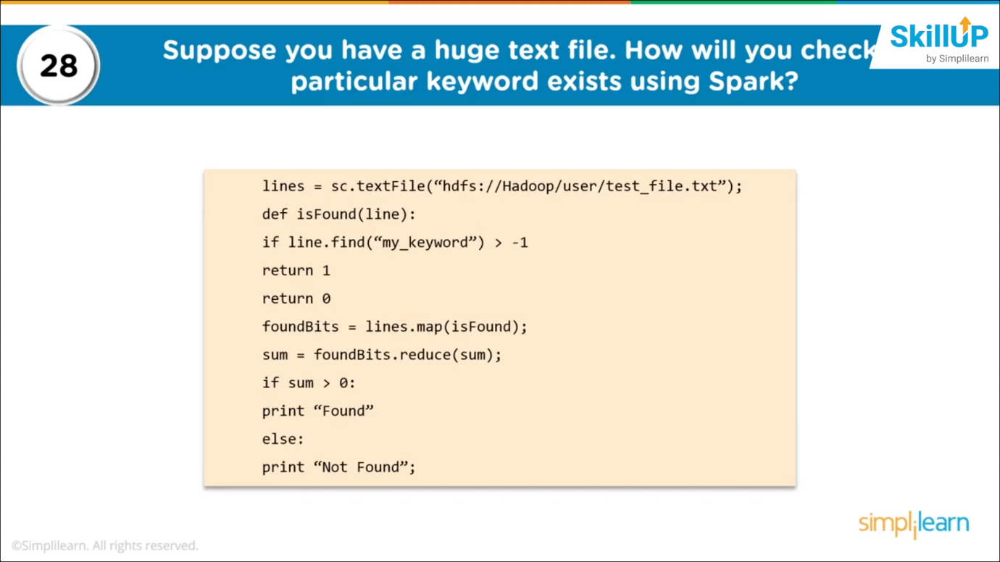 28
Suppose you have a huge text file. How will you check
particular keyword exists using Spark?
SkillUP
by Simplilearn
lines = sc.textFile(“hdfs://Hadoop/user/test_file.txt”);
def isFound(line):
if line.find(“my_keyword”) > -1
return 1
return 0
foundBits = lines.map(isFound);
sum = foundBits.reduce(sum);
if sum > 0:
print “Found”
else:
print “Not Found”;
simplilearn
©Simplilearn. All rights reserved.